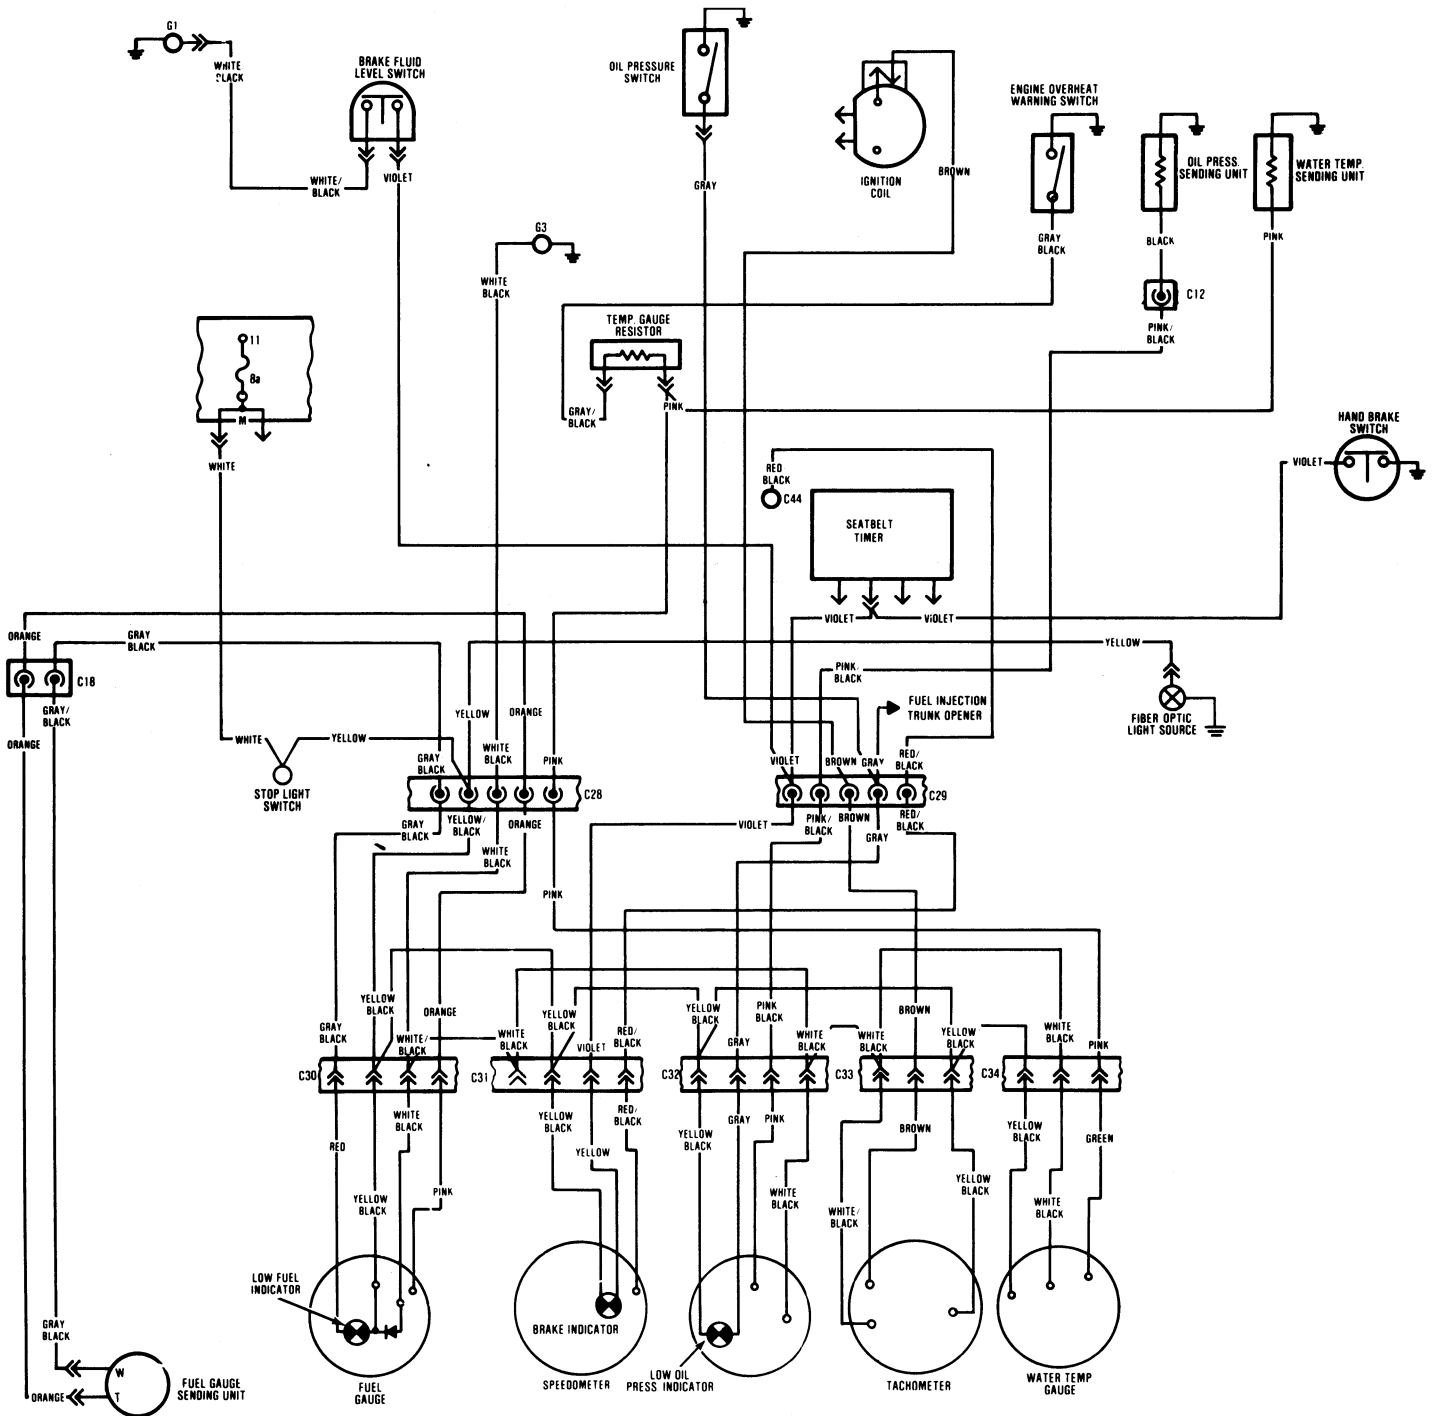 G1
WHITE
BLACK
BRAKE FLUID
LEVEL SWITCH
WHITE/
BLACK
VIOLET
OIL PRESSURE
SWITCH
GRAY
IGNITION
COIL
BROWN
ENGINE OVERHEAT
WARNING SWITCH
GRAY
BLACK
OIL PRESS.
SENDING UNIT
BLACK
C12
PINK/
BLACK
WATER TEMP.
SENDING UNIT
PINK
G3
WHITE
BLACK
11
8a
M
WHITE
TEMP. GAUGE
RESISTOR
GRAY/
BLACK
PINK
HAND BRAKE
SWITCH
VIOLET
RED
BLACK
C44
SEATBELT
TIMER
VIOLET
VIOLET
ORANGE
GRAY
BLACK
C18
GRAY/
BLACK
ORANGE
YELLOW
PINK
BLACK
FUEL INJECTION
TRUNK OPENER
FIBER OPTIC
LIGHT SOURCE
WHITE
YELLOW
STOP LIGHT
SWITCH
YELLOW
ORANGE
GRAY
BLACK
WHITE
BLACK
PINK
C28
VIOLET
BROWN
GRAY
RED/
BLACK
C29
GRAY
BLACK
YELLOW/
BLACK
ORANGE
WHITE
BLACK
VIOLET
PINK/
BLACK
BROWN
GRAY
RED/
BLACK
PINK
GRAY
BLACK
YELLOW
BLACK
WHITE/
BLACK
ORANGE
WHITE
BLACK
YELLOW
BLACK
VIOLET
RED/
BLACK
YELLOW
BLACK
GRAY
PINK
BLACK
WHITE
BLACK
WHITE
BLACK
BROWN
YELLOW
BLACK
WHITE
BLACK
PINK
C30
C31
C32
C33
C34
RED
YELLOW
BLACK
WHITE
BLACK
PINK
YELLOW
BLACK
YELLOW
RED/
BLACK
YELLOW
BLACK
GRAY
PINK
WHITE
BLACK
WHITE/
BLACK
BROWN
YELLOW
BLACK
YELLOW
BLACK
WHITE
BLACK
GREEN
LOW FUEL
INDICATOR
FUEL
GAUGE
BRAKE INDICATOR
SPEEDOMETER
LOW OIL
PRESS INDICATOR
TACHOMETER
WATER TEMP
GAUGE
GRAY
BLACK
W
T
ORANGE
FUEL GAUGE
SENDING UNIT